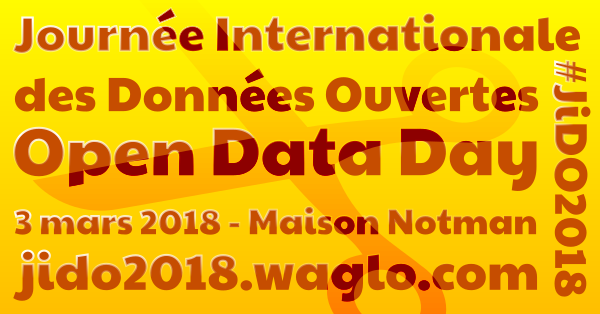 Journée Internationale
des Données Ouvertes
Open Data Day
3 mars 2018 - Maison Notman
jido2018.waglo.com
#JiDO2018